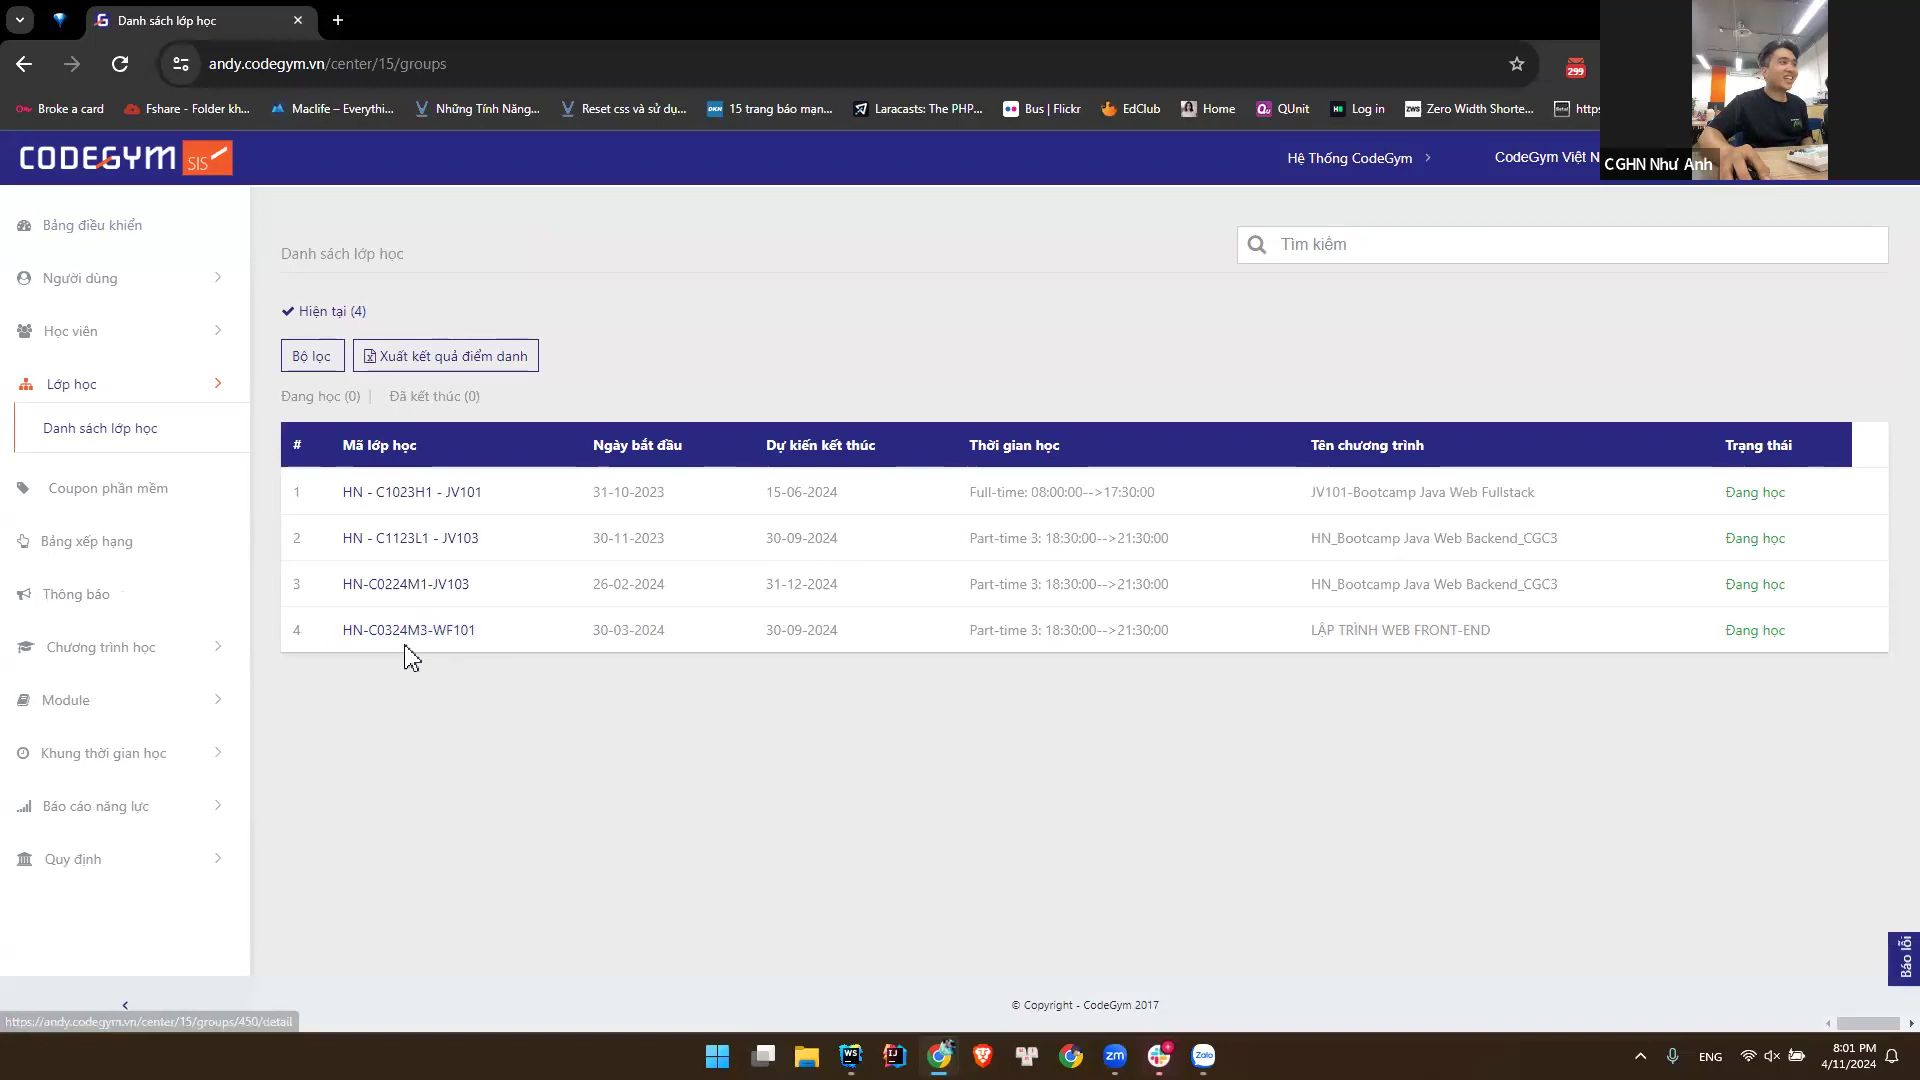 Danh sách lớp học
andy.codegym.vn/center/15/groups
299
Broke a card
Fshare - Folder kh...
Maclife – Everythi...
Những Tính Năng...
Reset css và sử dụ...
15 trang báo mạn...
Laracasts: The PHP...
Bus | Flickr
EdClub
Home
QUnit
Log in
Zero Width Shorte...
https
CODEGYM SIS
Hệ Thống CodeGym
CodeGym Việt N
CGHN Như Anh
Bảng điều khiển
Người dùng
Học viên
Lớp học
Danh sách lớp học
Coupon phần mềm
Bảng xếp hạng
Thông báo
Chương trình học
Module
Khung thời gian học
Báo cáo năng lực
Quy định
Danh sách lớp học
Tìm kiếm
Hiện tại (4)
Bộ lọc
Xuất kết quả điểm danh
Đang học (0) | Đã kết thúc (0)
# Mã lớp học Ngày bắt đầu Dự kiến kết thúc Thời gian học Tên chương trình Trạng thái
1 HN - C1023H1 - JV101 31-10-2023 15-06-2024 Full-time: 08:00:00-->17:30:00 JV101-Bootcamp Java Web Fullstack Đang học
2 HN - C1123L1 - JV103 30-11-2023 30-09-2024 Part-time 3: 18:30:00-->21:30:00 HN_Bootcamp Java Web Backend_CGC3 Đang học
3 HN-C0224M1-JV103 26-02-2024 31-12-2024 Part-time 3: 18:30:00-->21:30:00 HN_Bootcamp Java Web Backend_CGC3 Đang học
4 HN-C0324M3-WF101 30-03-2024 30-09-2024 Part-time 3: 18:30:00-->21:30:00 LẬP TRÌNH WEB FRONT-END Đang học
Báo lỗi
© Copyright - CodeGym 2017
https://andy.codegym.vn/center/15/groups/450/detail
WS
IJ
zm
Zalo
ENG
8:01 PM
4/11/2024